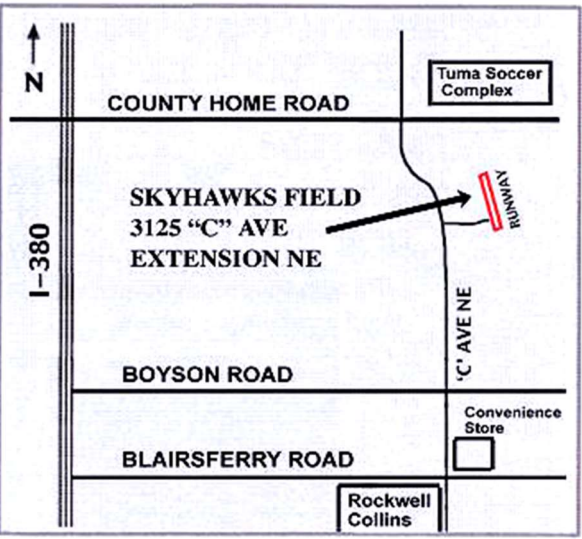 N
Tuma Soccer
Complex
COUNTY HOME ROAD
SKYHAWKS FIELD
3125 “C” AVE
EXTENSION NE
RUNWAY
I-380
'C' AVE NE
BOYSON ROAD
Convenience
Store
BLAIRSFERRY ROAD
Rockwell
Collins